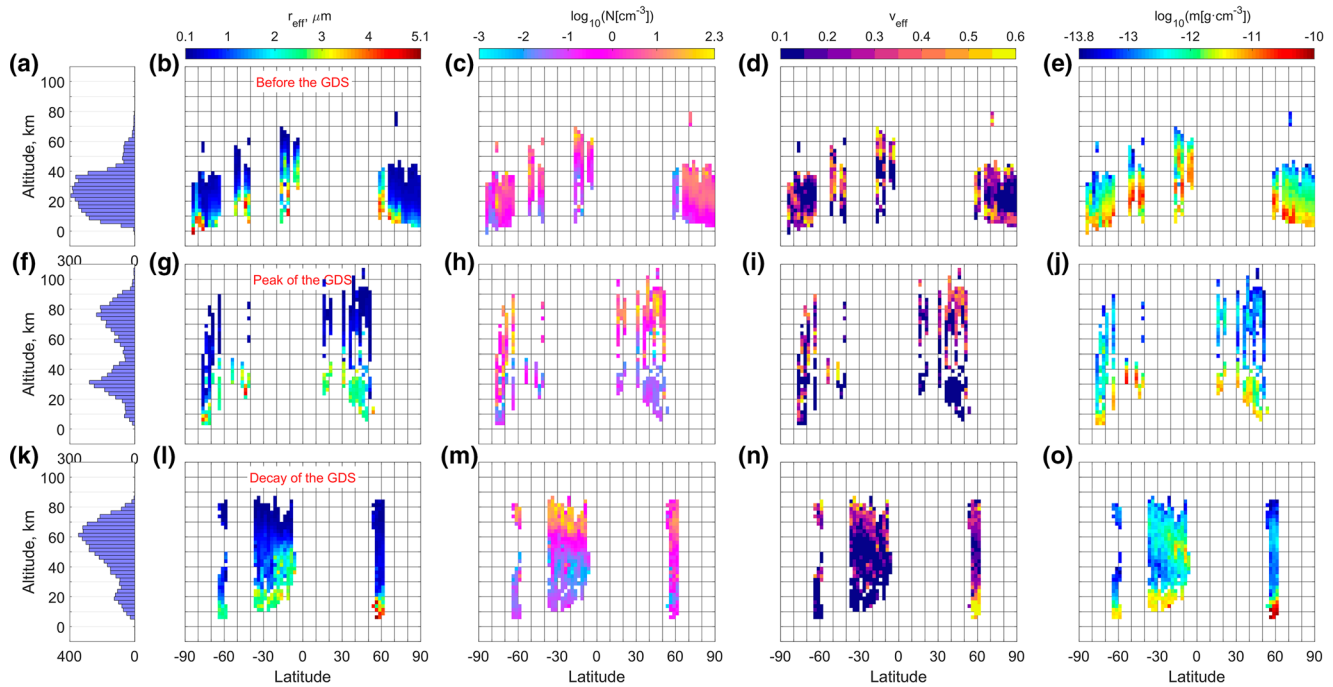 r_eff, μm
log10(N[cm⁻³])
v_eff
log10(m[g·cm⁻³])
0.1 1 2 3 4 5.1
-3 -2 -1 0 1 2.3
0.1 0.2 0.3 0.4 0.5 0.6
-13.8 -13 -12 -11 -10
(a) (b) (c) (d) (e)
Before the GDS
Altitude, km
100
80
60
40
20
0
300 0
(f) (g) (h) (i) (j)
Peak of the GDS
Altitude, km
100
80
60
40
20
0
300 0
(k) (l) (m) (n) (o)
Decay of the GDS
Altitude, km
100
80
60
40
20
0
400 0
-90 -60 -30 0 30 60 90
-90 -60 -30 0 30 60 90
-90 -60 -30 0 30 60 90
-90 -60 -30 0 30 60 90
Latitude
Latitude
Latitude
Latitude